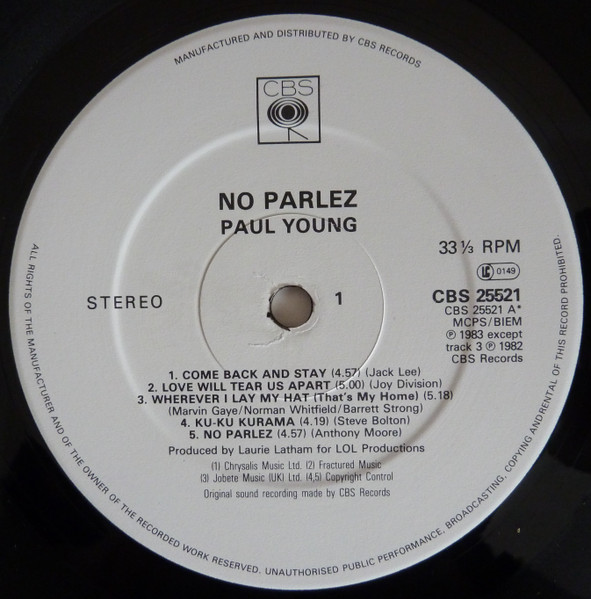 MANUFACTURED AND DISTRIBUTED BY CBS RECORDS
CBS
NO PARLEZ
PAUL YOUNG
33⅓ RPM
LC 0149
STEREO
1
CBS 25521
CBS 25521 A*
MCPS/BIEM
℗ 1983 except
track 3 ℗ 1982
CBS Records
1. COME BACK AND STAY (4.57) (Jack Lee)
2. LOVE WILL TEAR US APART (5.00) (Joy Division)
3. WHEREVER I LAY MY HAT (That's My Home) (5.18)
(Marvin Gaye/Norman Whitfield/Barrett Strong)
4. KU-KU KURAMA (4.19) (Steve Bolton)
5. NO PARLEZ (4.57) (Anthony Moore)
Produced by Laurie Latham for LOL Productions
(1) Chrysalis Music Ltd. (2) Fractured Music
(3) Jobete Music (UK) Ltd. (4,5) Copyright Control
Original sound recording made by CBS Records
ALL RIGHTS OF THE MANUFACTURER AND OF THE OWNER OF THE RECORDED WORK RESERVED. UNAUTHORISED PUBLIC PERFORMANCE, BROADCASTING, COPYING AND RENTAL OF THIS RECORD PROHIBITED.